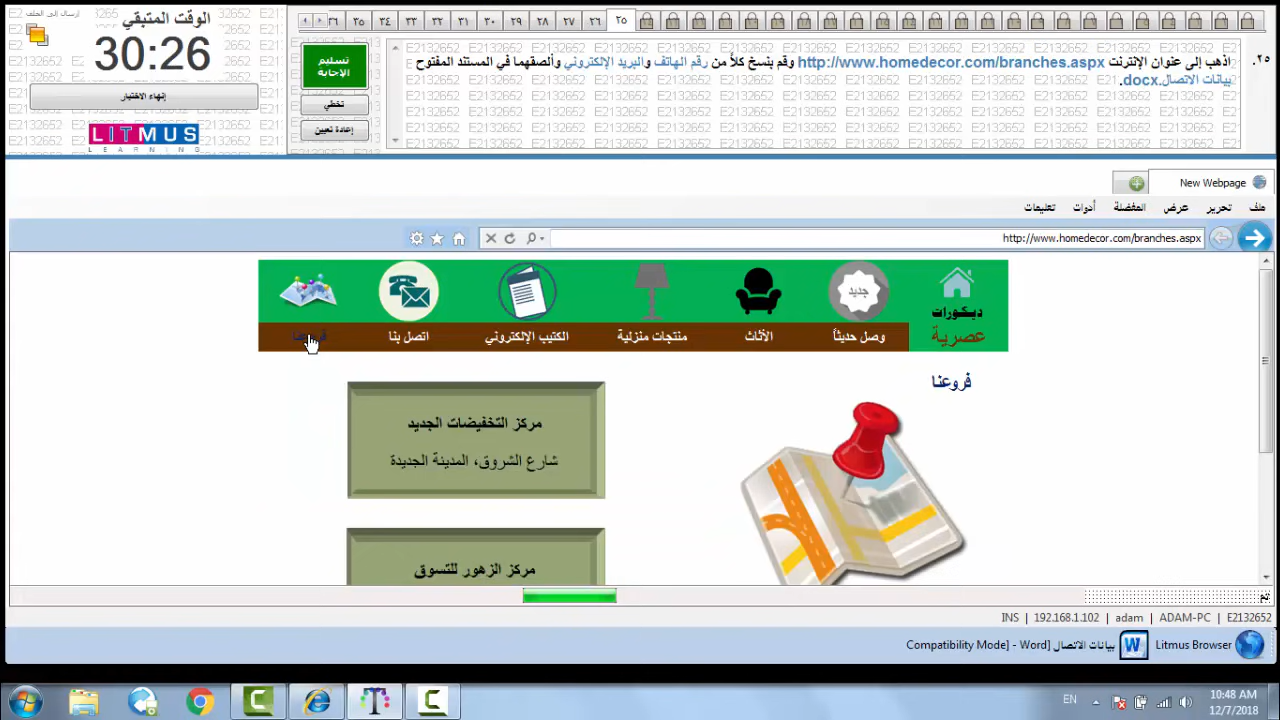 إرسال إلى الخلف
الوقت المتبقي
30:26
إنهاء الاختبار
LITMUS
LEARNING
٢٥ ٢٦ ٢٧ ٢٨ ٢٩ ٣٠ ٣١ ٣٢ ٣٣ ٣٤ ٣٥ ٣٦
تسليم الإجابة
تخطي
إعادة تعيين
٢٥. اذهب إلى عنوان الإنترنت http://www.homedecor.com/branches.aspx وقم بنسخ كلاً من رقم الهاتف والبريد الإلكتروني وألصقهما في المستند المفتوح
بيانات الاتصال.docx.
New Webpage
ملف تحرير عرض المفضلة أدوات تعليمات
http://www.homedecor.com/branches.aspx
جديد
ديكورات
عصرية
وصل حديثاً
الأثاث
منتجات منزلية
الكتيب الإلكتروني
اتصل بنا
فروعنا
فروعنا
مركز التخفيضات الجديد
شارع الشروق، المدينة الجديدة
مركز الزهور للتسوق
تم
INS | 192.168.1.102 | adam | ADAM-PC | E2132652
Litmus Browser
بيانات الاتصال [Compatibility Mode] - Word
EN
10:48 AM
12/7/2018